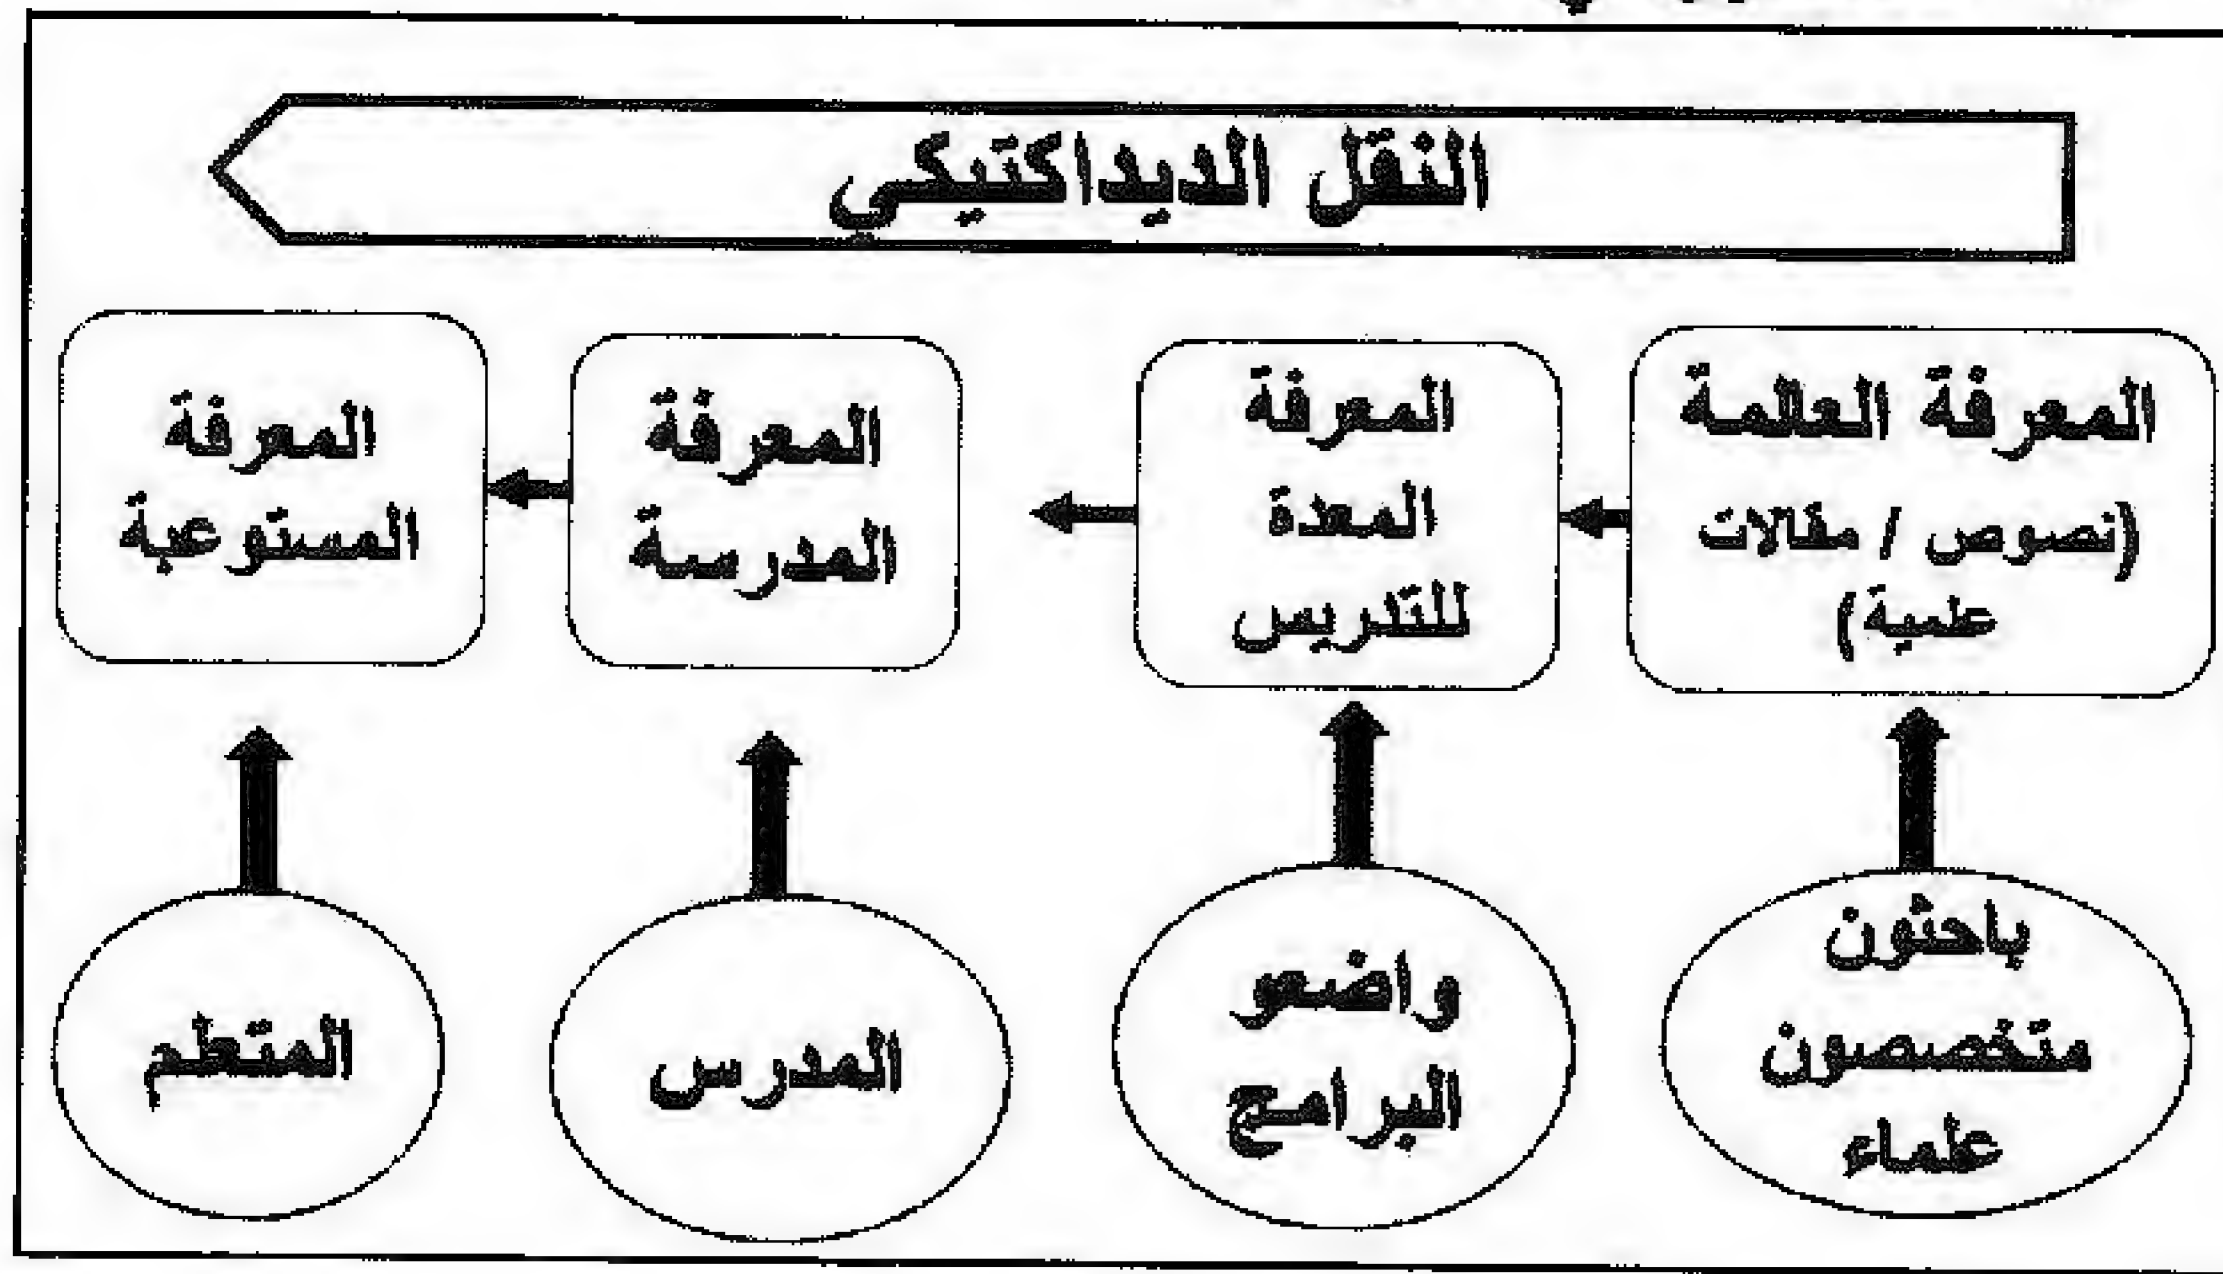 النقل الديداكتيكي
المعرفة العالمة
(نصوص / مقالات
علمية)
المعرفة
المعدة
للتدريس
المعرفة
المدرسة
المعرفة
المستوعبة
باحثون
متخصصون
علماء
واضعو
البرامج
المدرس
المتعلم